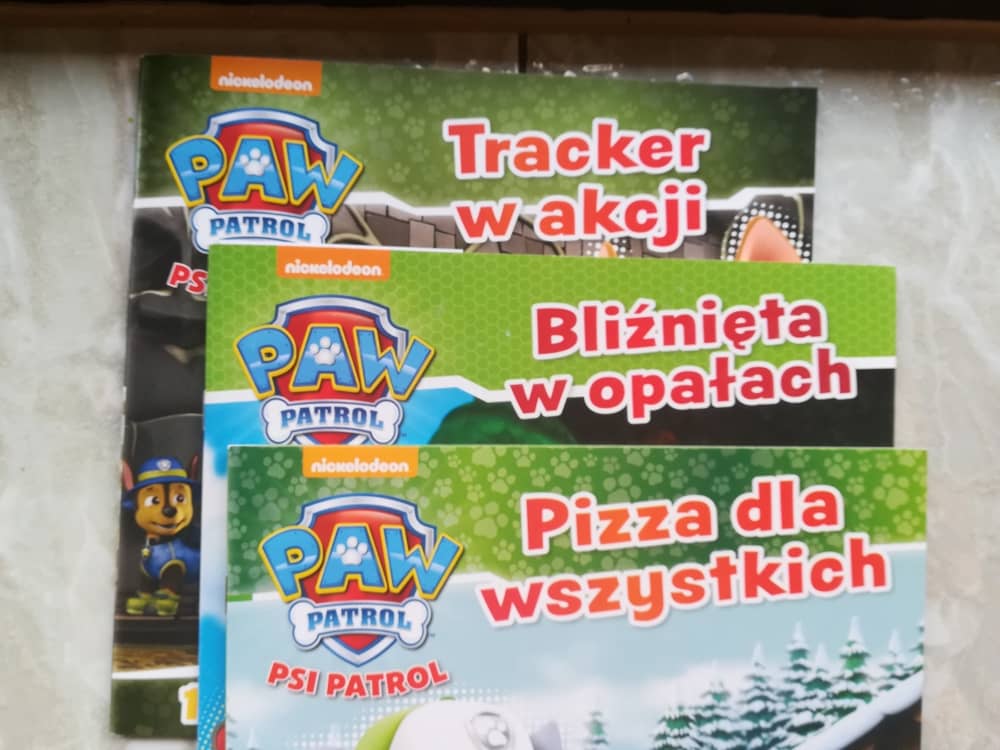 nickelodeon
PAW
PATROL
Tracker
w akcji
nickelodeon
PAW
PATROL
Bliźnięta
w opałach
nickelodeon
PAW
PATROL
PSI PATROL
Pizza dla
wszystkich